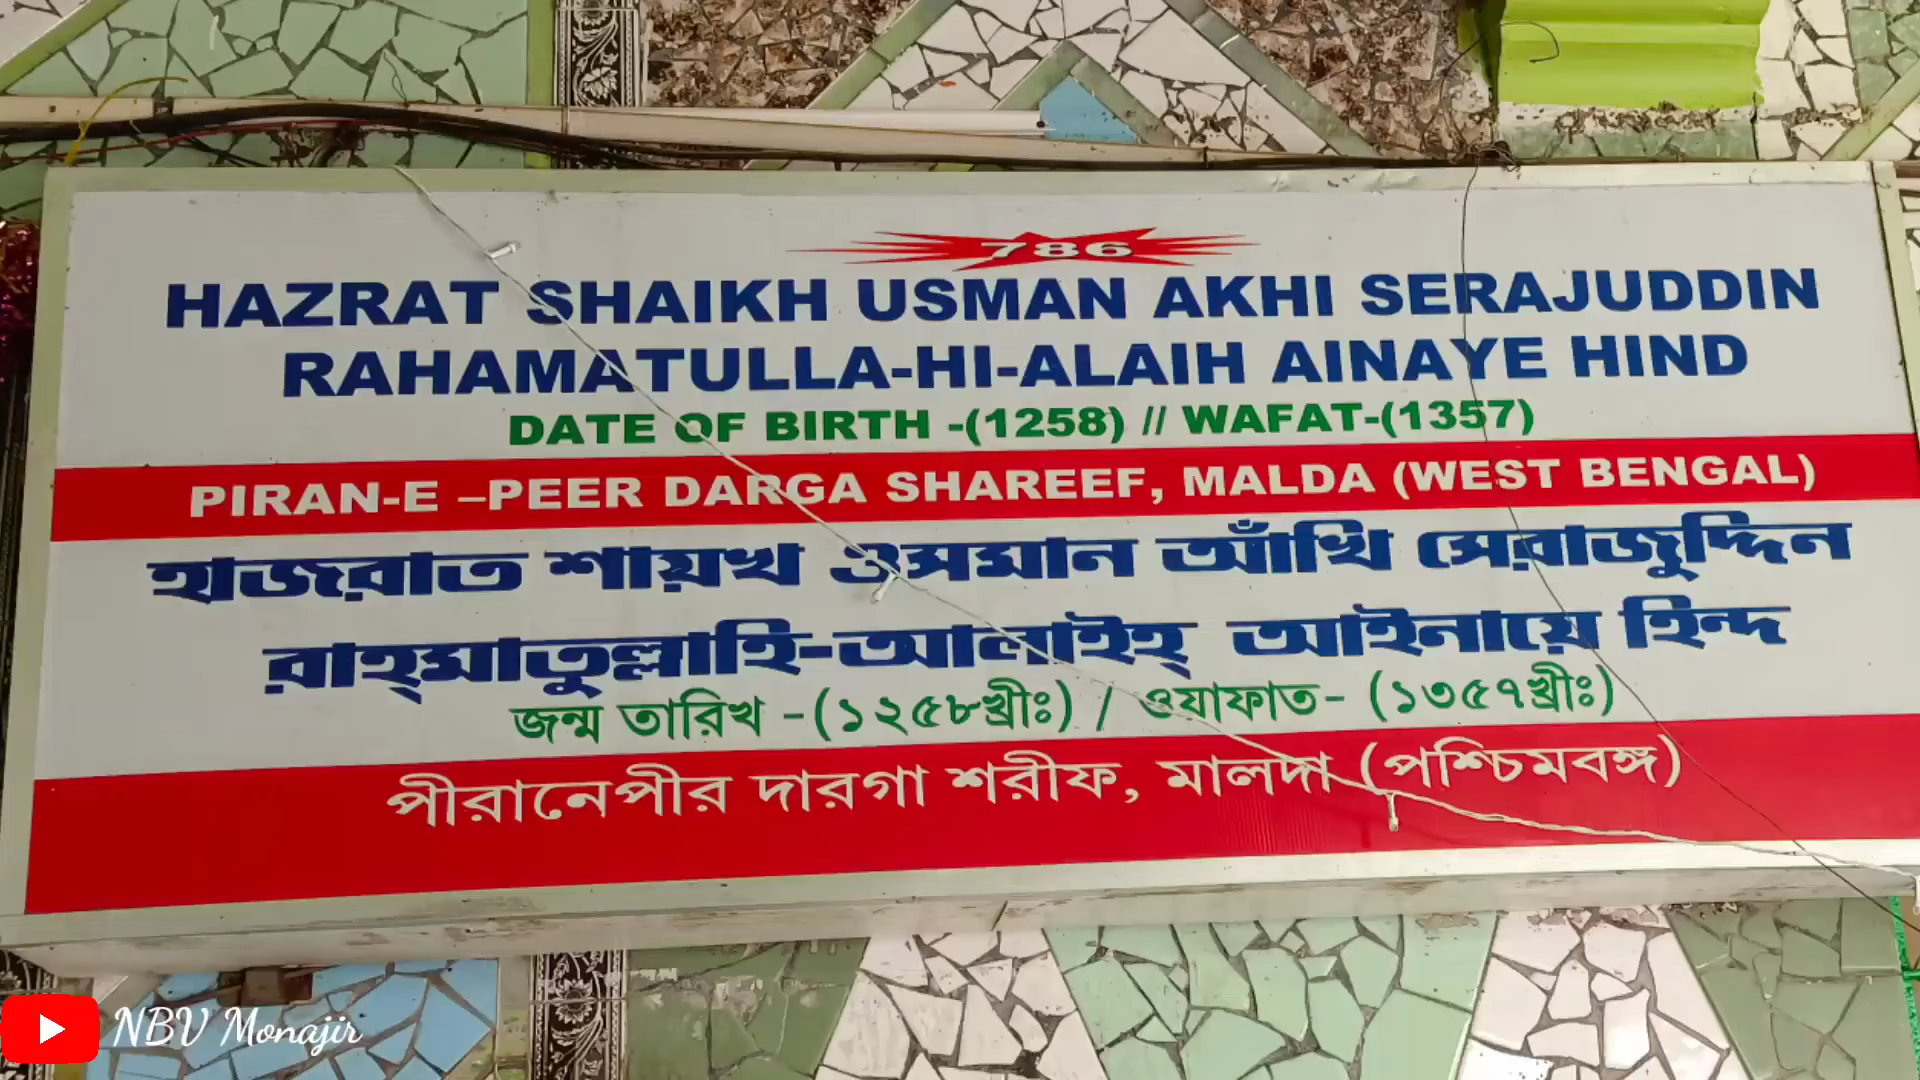 786
HAZRAT SHAIKH USMAN AKHI SERAJUDDIN
RAHAMATULLA-HI-ALAIH AINAYE HIND
DATE OF BIRTH -(1258) // WAFAT-(1357)
PIRAN-E –PEER DARGA SHAREEF, MALDA (WEST BENGAL)
হাজরাত শায়খ ওসমান আঁখি সেরাজুদ্দিন
রাহ্মাতুল্লাহি-আলাইহ্ আইনায়ে হিন্দ
জন্ম তারিখ -(১২৫৮খ্রীঃ) / ওযাফাত- (১৩৫৭খ্রীঃ)
পীরানেপীর দারগা শরীফ, মালদা (পশ্চিমবঙ্গ)
NBV Monajir